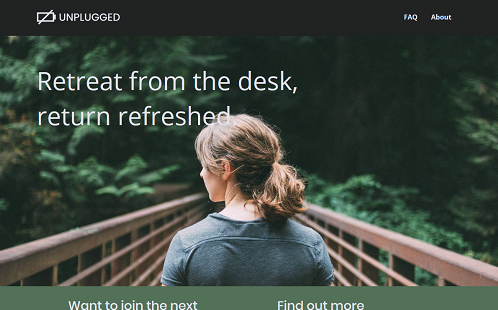 UNPLUGGED
FAQ
About
Retreat from the desk,
return refreshed.
Want to join the next
Find out more